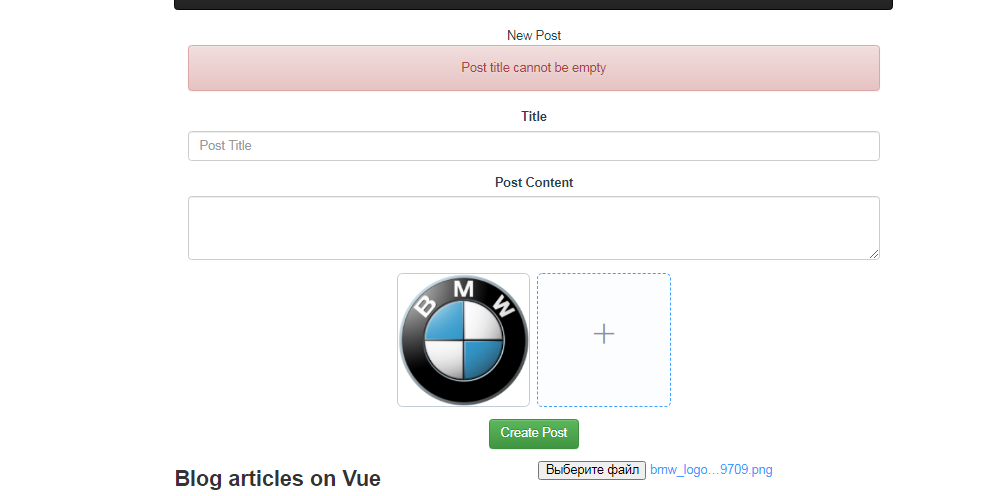 New Post
Post title cannot be empty
Title
Post Title
Post Content
BMW
Create Post
Выберите файл bmw_logo...9709.png
Blog articles on Vue